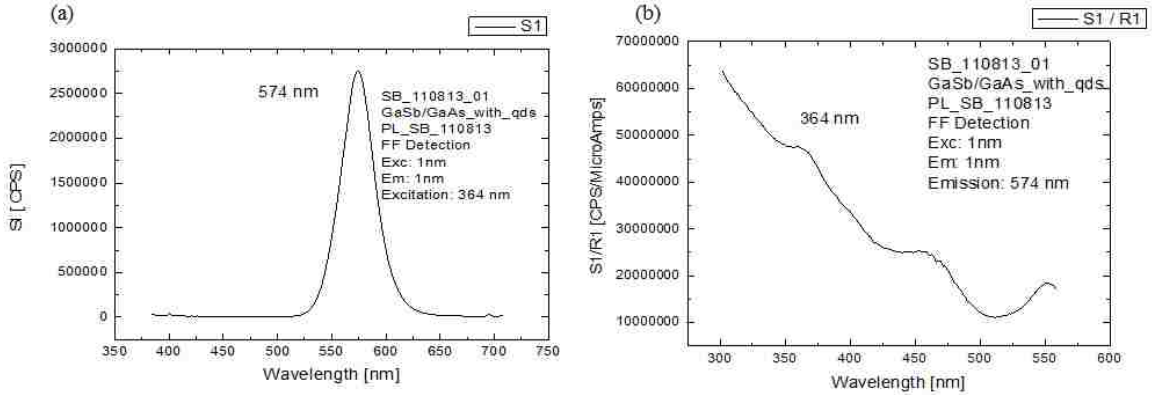 (a)
S1
3000000
2500000
2000000
1500000
1000000
500000
0
SI [CPS]
574 nm
SB_110813_01
GaSb/GaAs_with_qds
PL_SB_110813
FF Detection
Exc: 1nm
Em: 1nm
Excitation: 364 nm
350 400 450 500 550 600 650 700 750
Wavelength [nm]
(b)
S1 / R1
70000000
60000000
50000000
40000000
30000000
20000000
10000000
S1/R1 [CPS/MicroAmps]
364 nm
SB_110813_01
GaSb/GaAs_with_qds
PL_SB_110813
FF Detection
Exc: 1nm
Em: 1nm
Emission: 574 nm
300 350 400 450 500 550 600
Wavelength [nm]